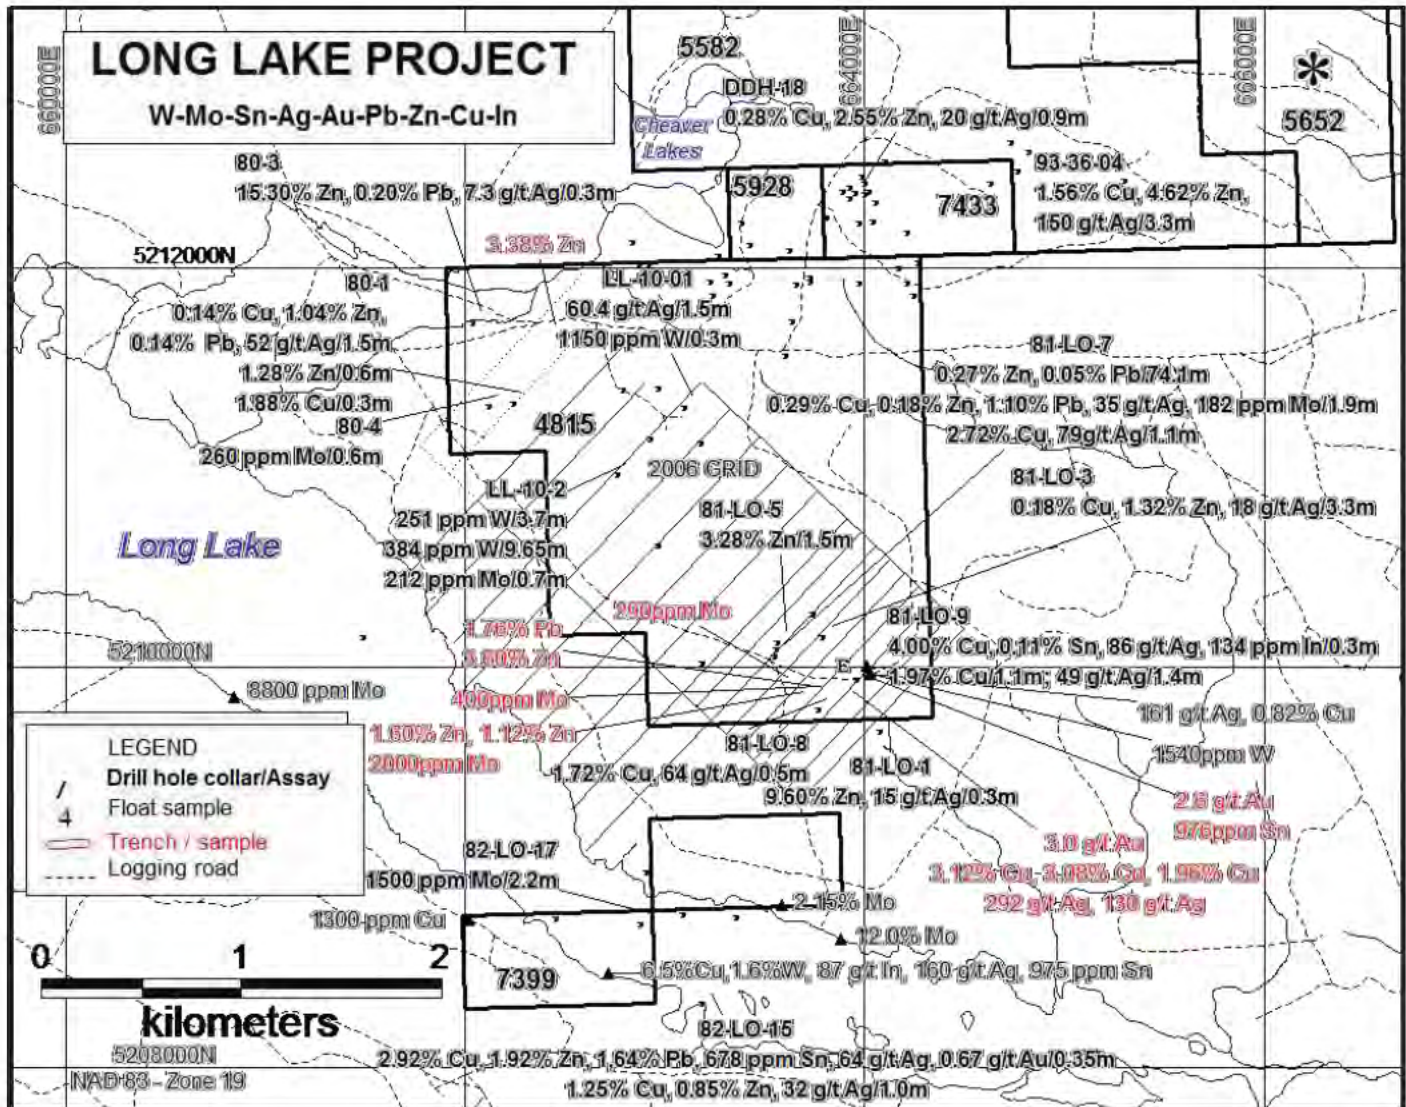 LONG LAKE PROJECT
W-Mo-Sn-Ag-Au-Pb-Zn-Cu-In
660000E
664000E
666000E
5582
*
5652
DDH-18
0.28% Cu, 2.55% Zn, 20 g/t Ag/0.9m
Cheaver
Lakes
80-3
15.30% Zn, 0.20% Pb, 7.3 g/t Ag/0.3m
5928
7433
93-36-04
1.56% Cu, 4.62% Zn,
150 g/t Ag/3.3m
3.38% Zn
5212000N
80-1
0.14% Cu, 1.04% Zn,
0.14% Pb, 52 g/t Ag/1.5m
1.28% Zn/0.6m
1.88% Cu/0.3m
80-4
260 ppm Mo/0.6m
LL-10-01
60.4 g/t Ag/1.5m
1150 ppm W/0.3m
81-LO-7
0.27% Zn, 0.05% Pb/74.1m
0.29% Cu, 0.18% Zn, 1.10% Pb, 35 g/t Ag, 182 ppm Mo/1.9m
2.72% Cu, 79g/t Ag/1.1m
4815
2006 GRID
81-LO-3
0.18% Cu, 1.32% Zn, 18 g/t Ag/3.3m
LL-10-2
251 ppm W/3.7m
384 ppm W/9.65m
212 ppm Mo/0.7m
81-LO-5
3.28% Zn/1.5m
Long Lake
290ppm Mo
1.76% Pb
3.60% Zn
400ppm Mo
1.60% Zn, 1.12% Zn
2000ppm Mo
81-LO-9
4.00% Cu, 0.11% Sn, 86 g/t Ag, 134 ppm In/0.3m
1.97% Cu/1.1m; 49 g/t Ag/1.4m
E
5210000N
8800 ppm Mo
161 g/t Ag, 0.82% Cu
1540ppm W
81-LO-8
1.72% Cu, 64 g/t Ag/0.5m
81-LO-1
9.60% Zn, 15 g/t Ag/0.3m
2.8 g/t Au
976ppm Sn
3.0 g/t Au
3.12% Cu, 3.08% Cu, 1.96% Cu
292 g/t Ag, 130 g/t Ag
LEGEND
/ Drill hole collar/Assay
4 Float sample
Trench / sample
Logging road
82-LO-17
1500 ppm Mo/2.2m
1300 ppm Cu
2.15% Mo
12.0% Mo
7399
6.5%Cu, 1.6%W, 87 g/t In, 160 g/t Ag, 975 ppm Sn
0 1 2
kilometers
82-LO-15
2.92% Cu, 1.92% Zn, 1.64% Pb, 678 ppm Sn, 64 g/t Ag, 0.67 g/t Au/0.35m
1.25% Cu, 0.85% Zn, 32 g/t Ag/1.0m
5208000N
NAD 83 - Zone 19